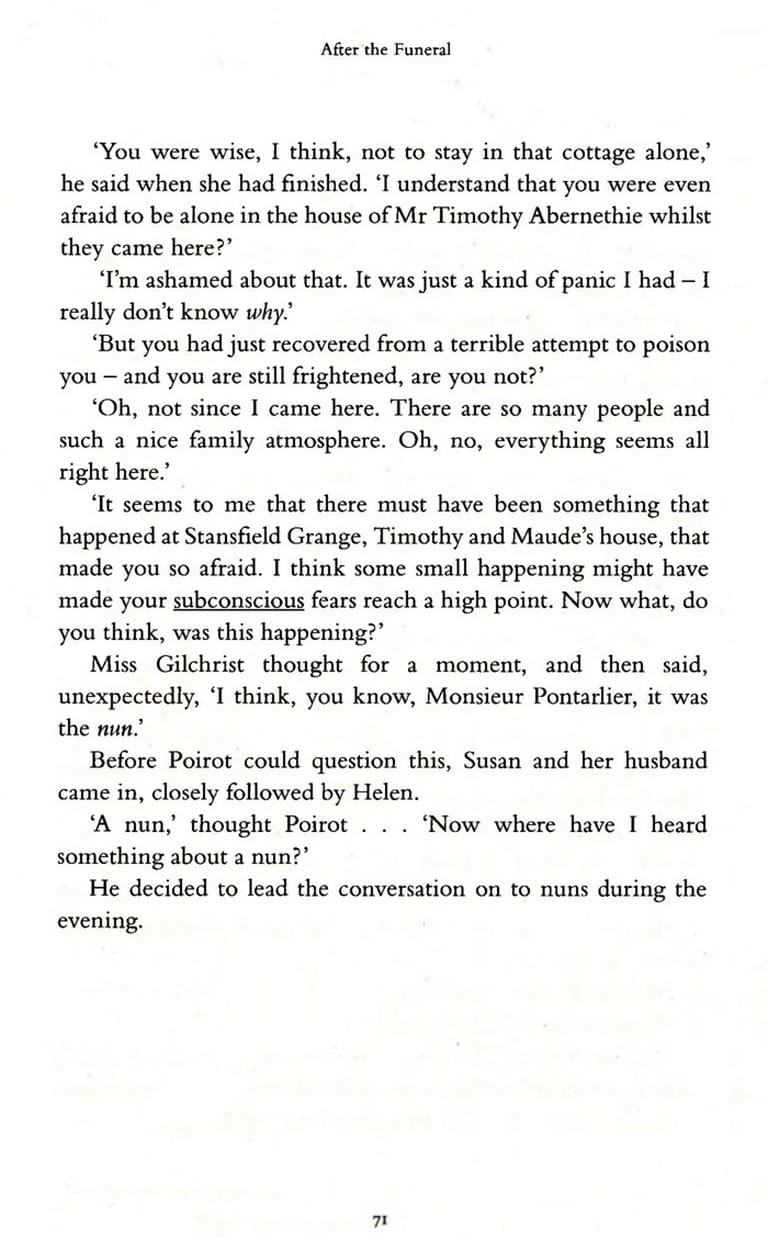 After the Funeral
‘You were wise, I think, not to stay in that cottage alone,’
he said when she had finished. ‘I understand that you were even
afraid to be alone in the house of Mr Timothy Abernethie whilst
they came here?’
‘I’m ashamed about that. It was just a kind of panic I had – I
really don’t know why.’
‘But you had just recovered from a terrible attempt to poison
you – and you are still frightened, are you not?’
‘Oh, not since I came here. There are so many people and
such a nice family atmosphere. Oh, no, everything seems all
right here.’
‘It seems to me that there must have been something that
happened at Stansfield Grange, Timothy and Maude’s house, that
made you so afraid. I think some small happening might have
made your subconscious fears reach a high point. Now what, do
you think, was this happening?’
Miss Gilchrist thought for a moment, and then said,
unexpectedly, ‘I think, you know, Monsieur Pontarlier, it was
the nun.’
Before Poirot could question this, Susan and her husband
came in, closely followed by Helen.
‘A nun,’ thought Poirot . . . ‘Now where have I heard
something about a nun?’
He decided to lead the conversation on to nuns during the
evening.
71